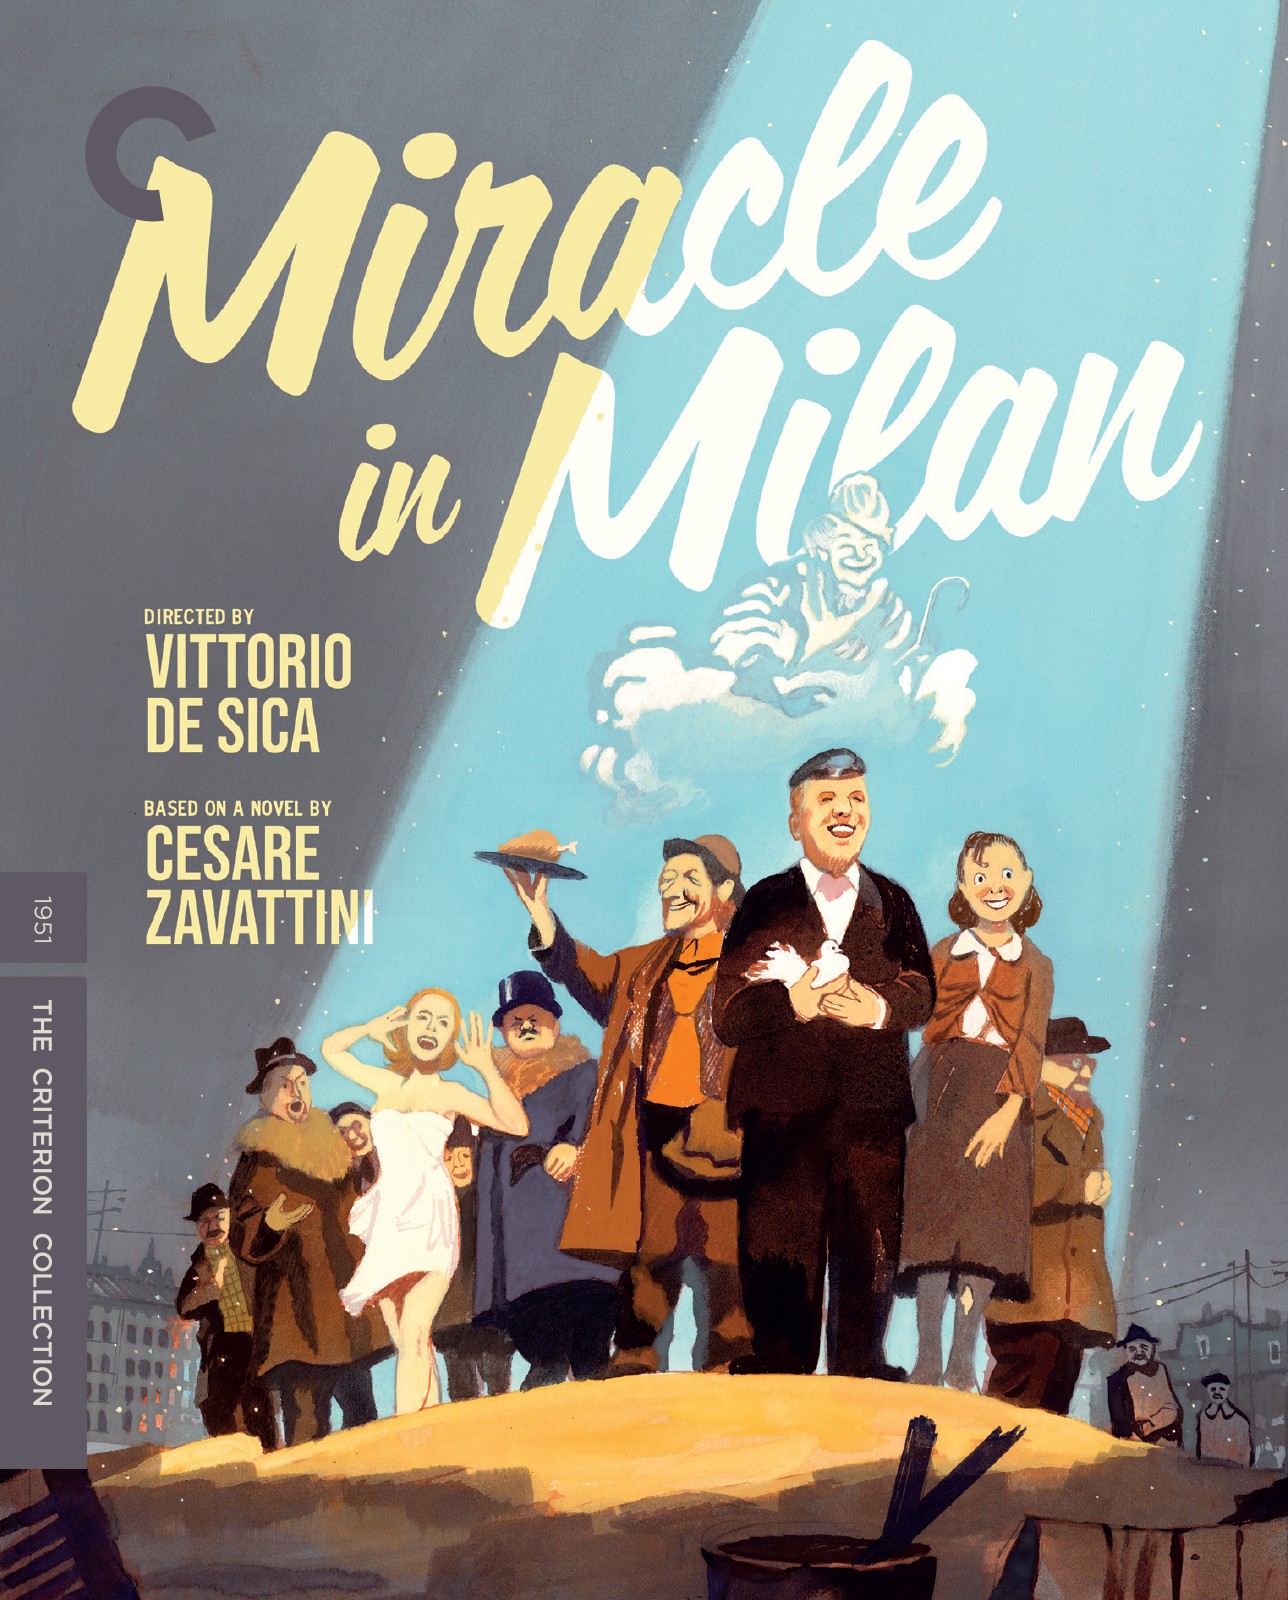 Miracle
in Milan
DIRECTED BY
VITTORIO
DE SICA
BASED ON A NOVEL BY
CESARE
ZAVATTINI
1951
THE CRITERION COLLECTION